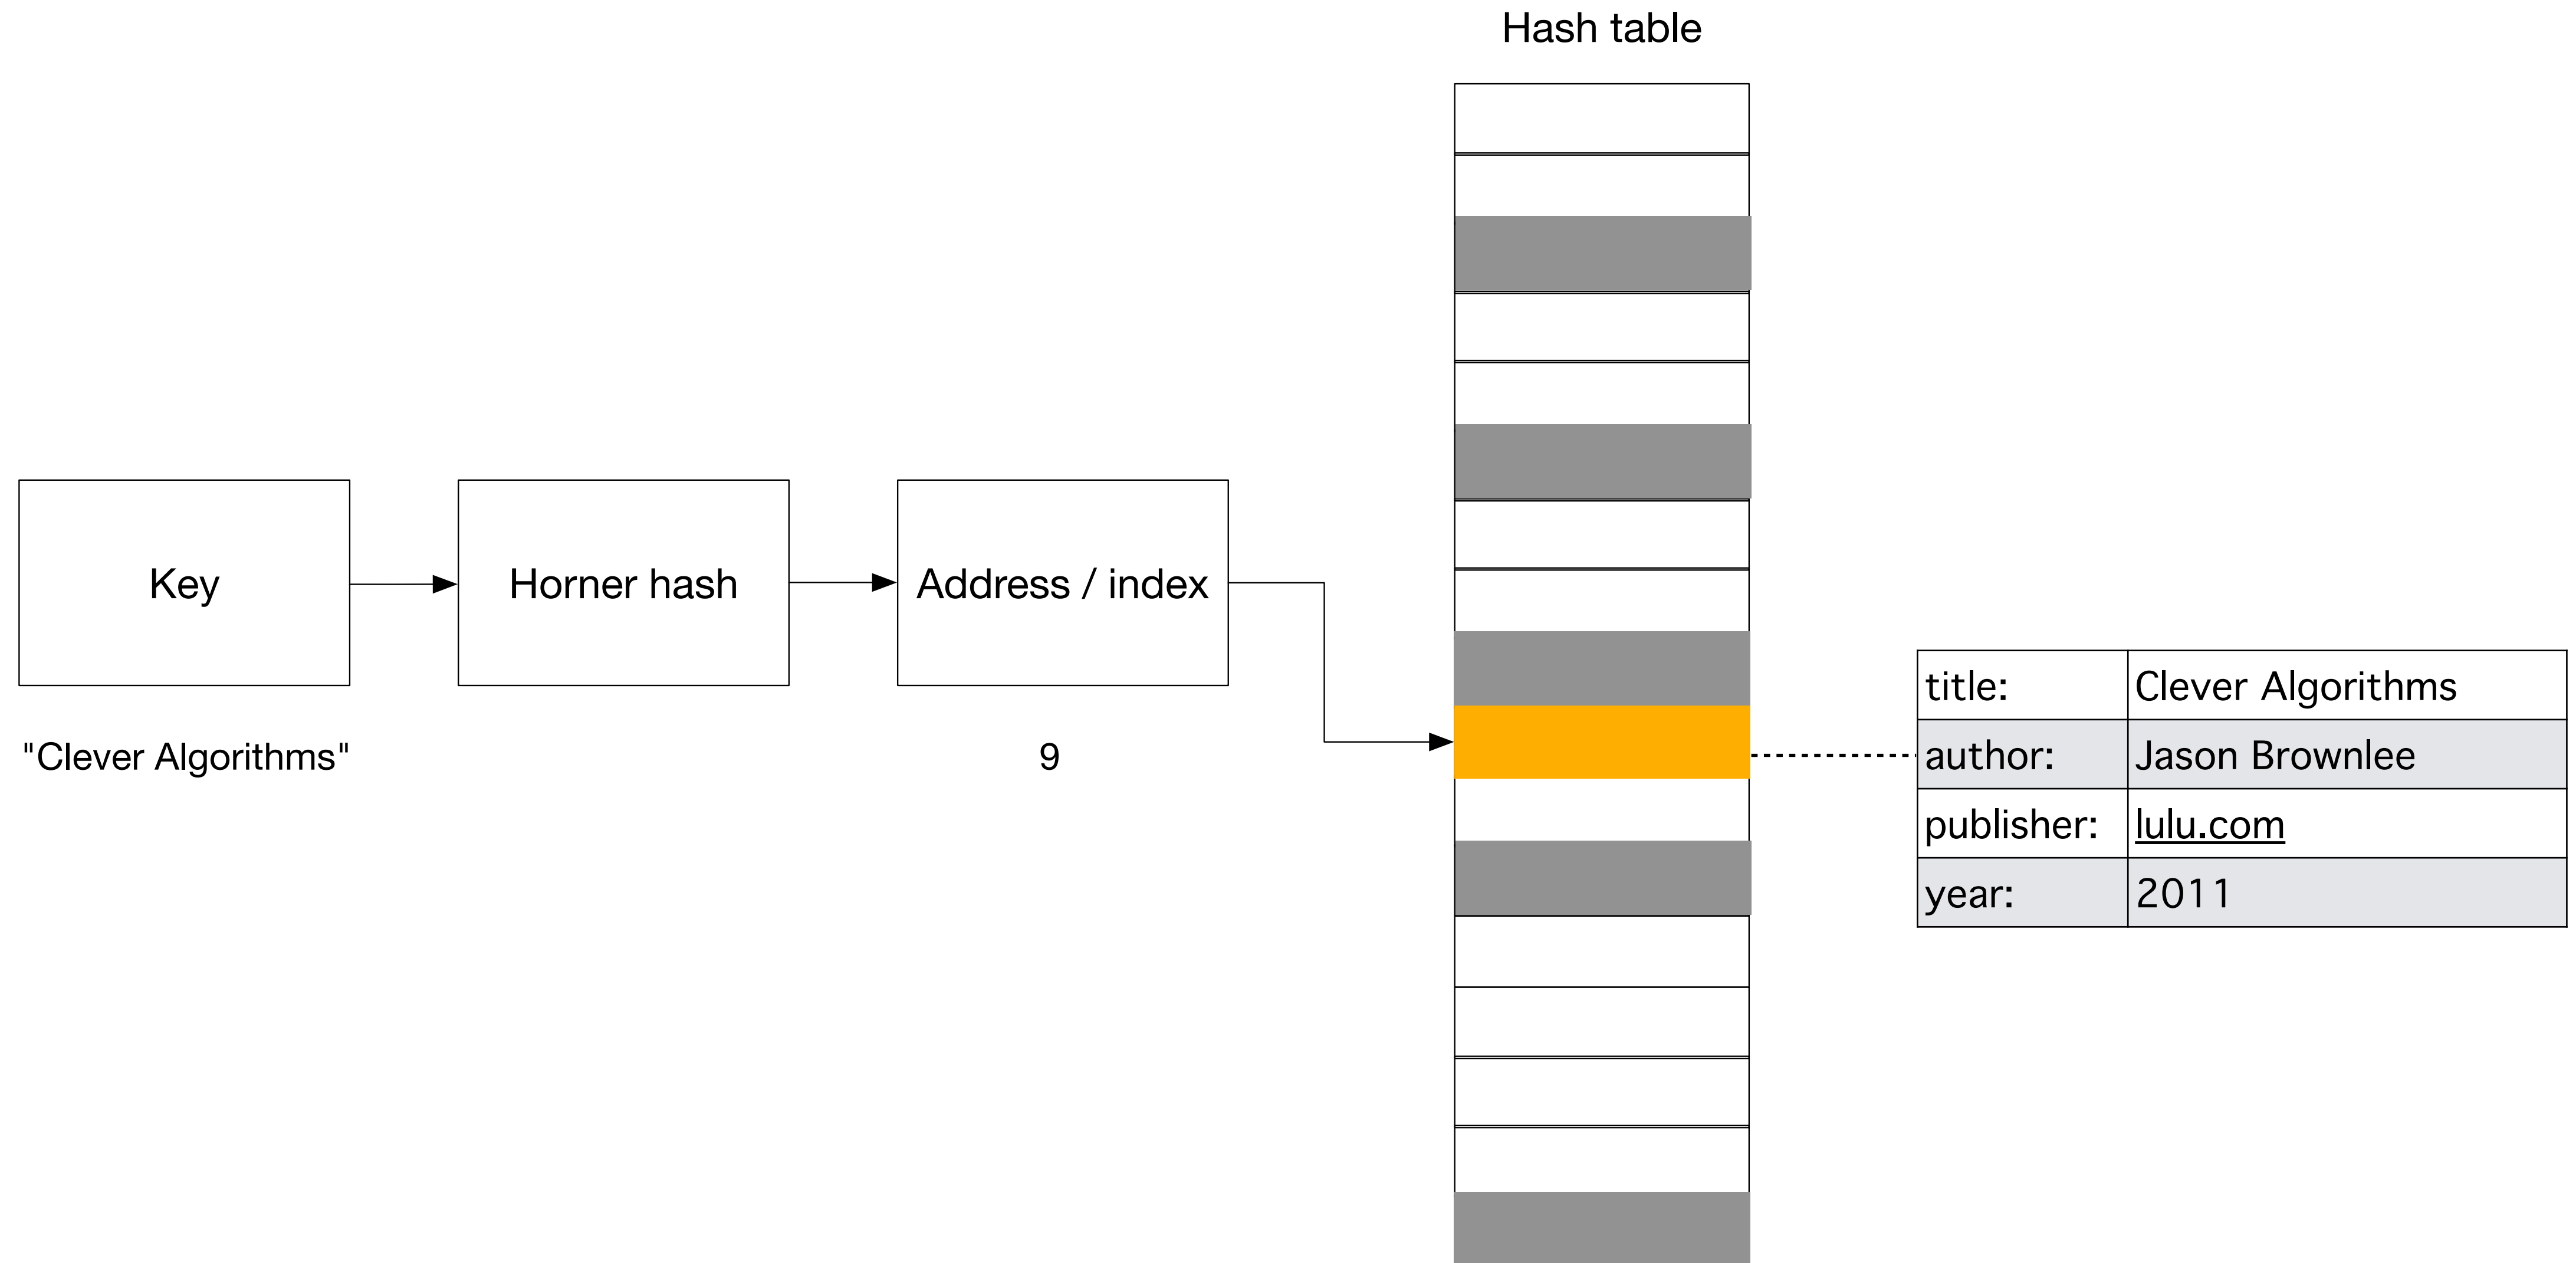 Hash table
Key
Horner hash
Address / index
"Clever Algorithms"
9
title: Clever Algorithms
author: Jason Brownlee
publisher: lulu.com
year: 2011